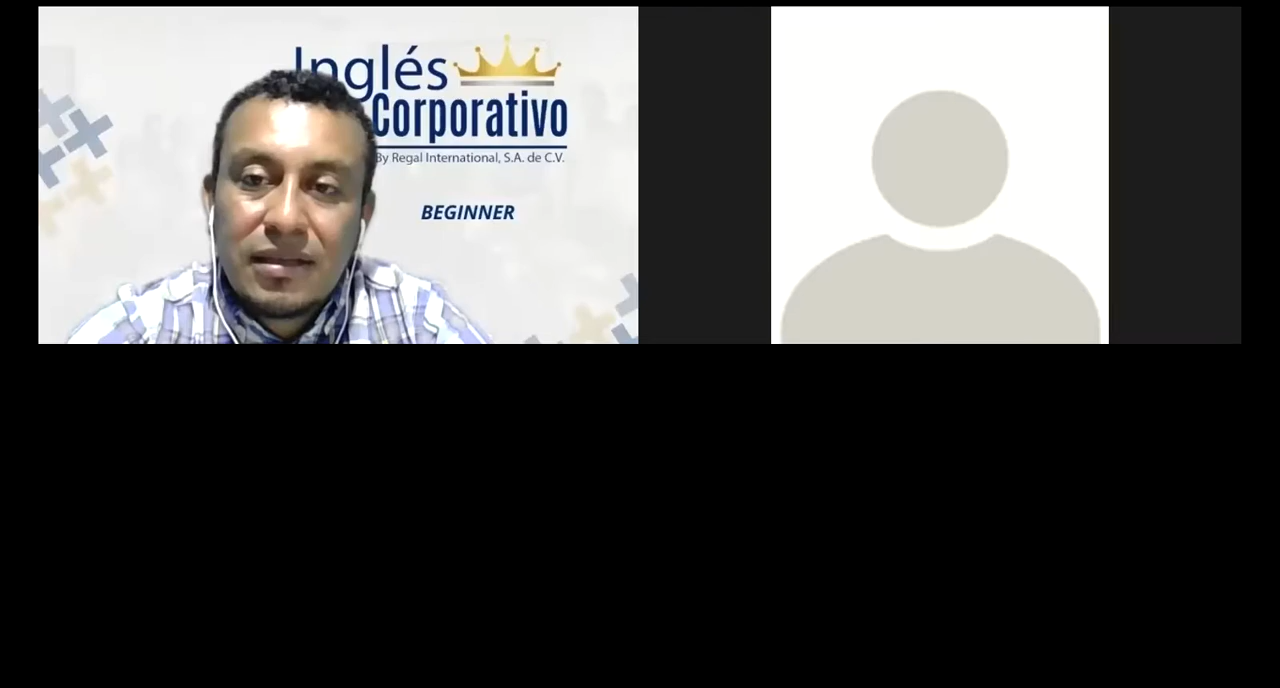 Inglés
Corporativo
By Regal International, S.A. de C.V.
BEGINNER